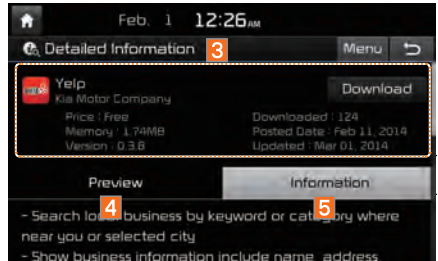 Feb. 1 12:26 AM
Detailed Information 3 Menu
Yelp
Kia Motor Company
Download
Price : Free Downloaded : 124
Memory : 1.74MB Posted Date : Feb 11, 2014
Version : 0.3.8 Updated : Mar 01, 2014
Preview Information
4 5
- Search local business by keyword or category where
near you or selected city
- Show business information include name address